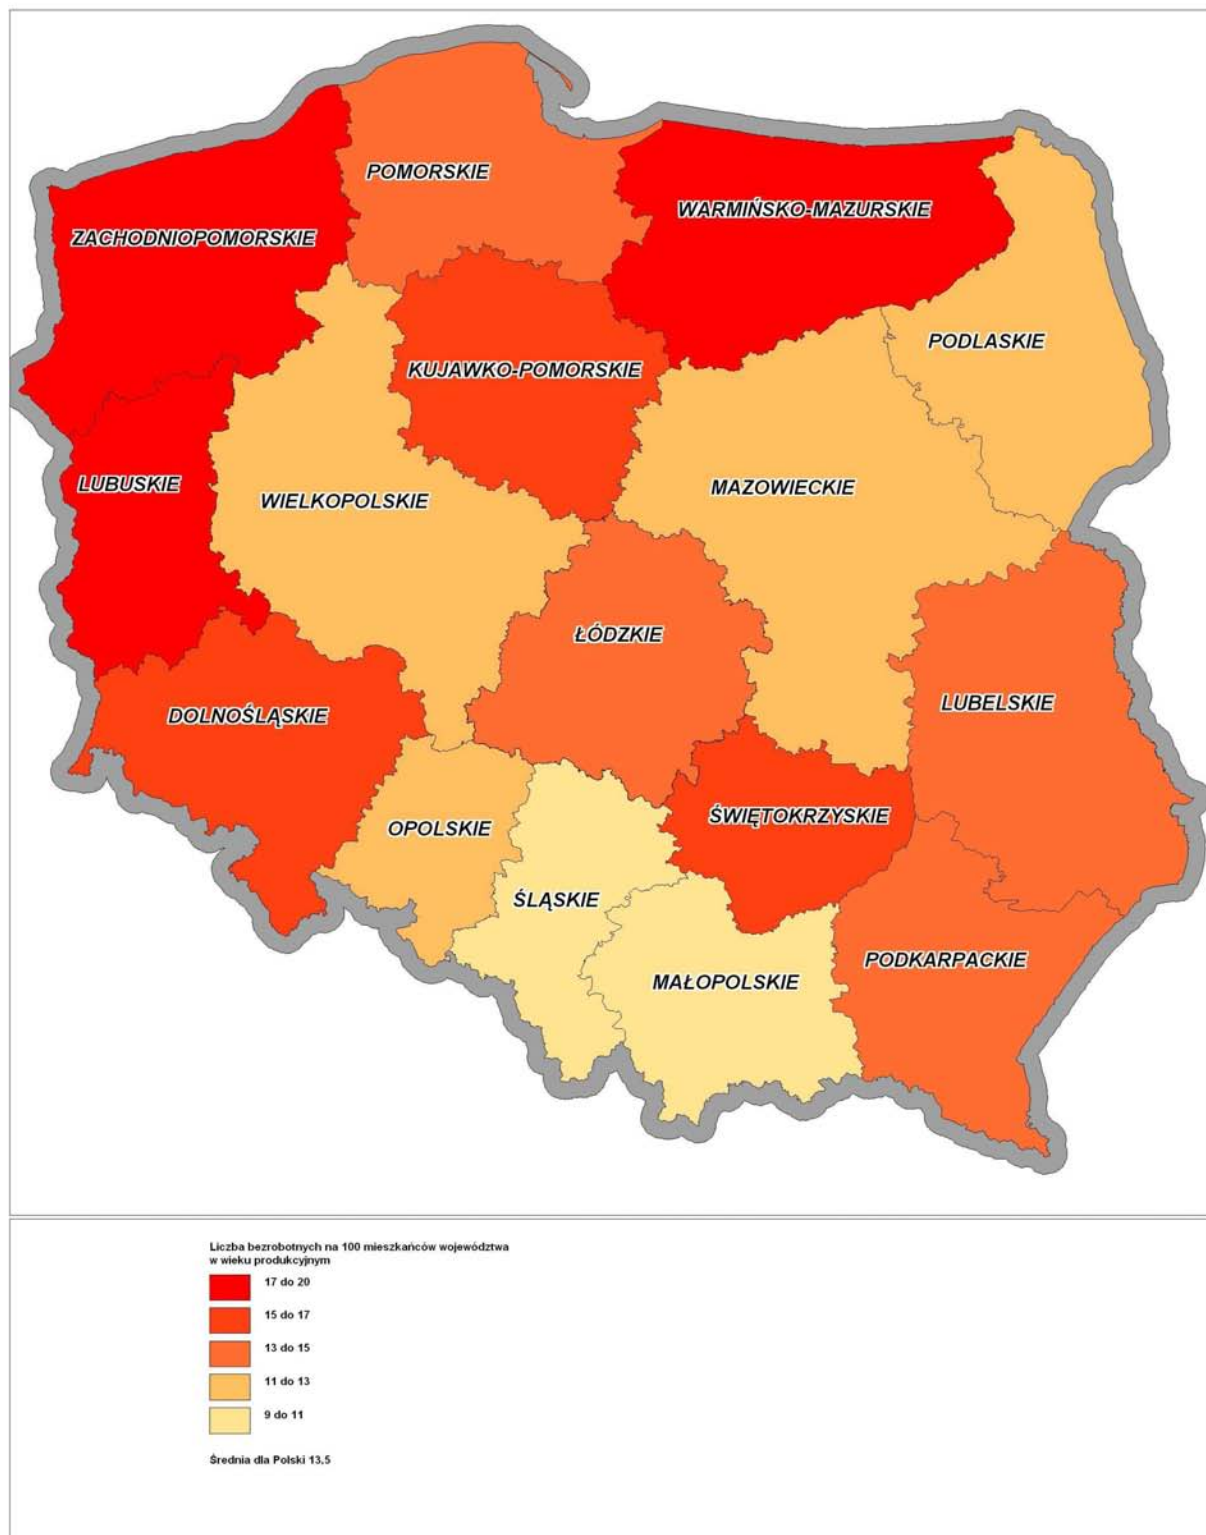 POMORSKIE
WARMIŃSKO-MAZURSKIE
ZACHODNIOPOMORSKIE
PODLASKIE
KUJAWKO-POMORSKIE
LUBUSKIE
WIELKOPOLSKIE
MAZOWIECKIE
ŁÓDZKIE
LUBELSKIE
DOLNOŚLĄSKIE
ŚWIĘTOKRZYSKIE
OPOLSKIE
ŚLĄSKIE
PODKARPACKIE
MAŁOPOLSKIE
Liczba bezrobotnych na 100 mieszkańców województwa
w wieku produkcyjnym
17 do 20
15 do 17
13 do 15
11 do 13
9 do 11
Średnia dla Polski 13,5